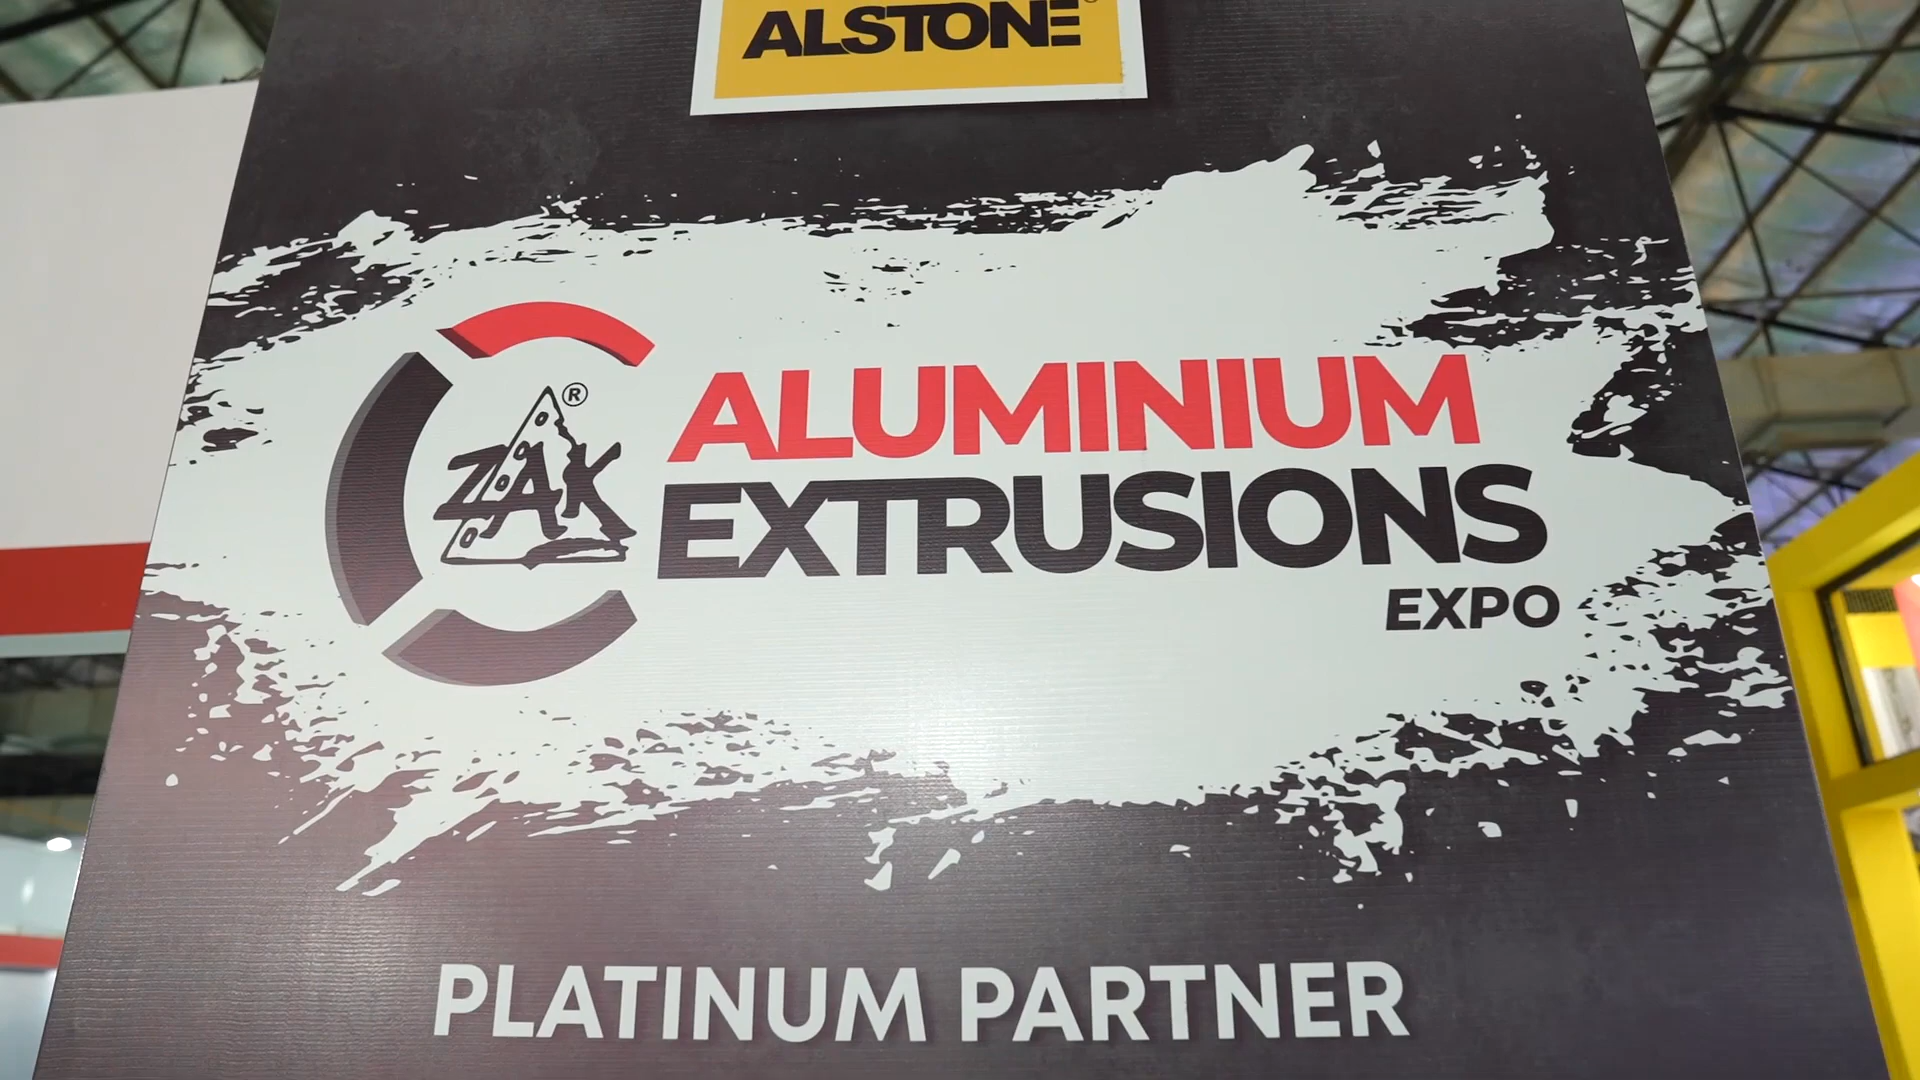 ALSTONE®
®
ZAK
ALUMINIUM
EXTRUSIONS
EXPO
PLATINUM PARTNER